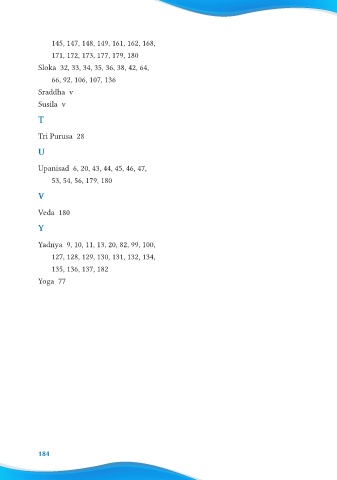 145, 147, 148, 149, 161, 162, 168,
171, 172, 173, 177, 179, 180
Sloka 32, 33, 34, 35, 36, 38, 42, 64,
66, 92, 106, 107, 136
Sraddha v
Susila v
T
Tri Purusa 28
U
Upanisad 6, 20, 43, 44, 45, 46, 47,
53, 54, 56, 179, 180
V
Veda 180
Y
Yadnya 9, 10, 11, 13, 20, 82, 99, 100,
127, 128, 129, 130, 131, 132, 134,
135, 136, 137, 182
Yoga 77
184